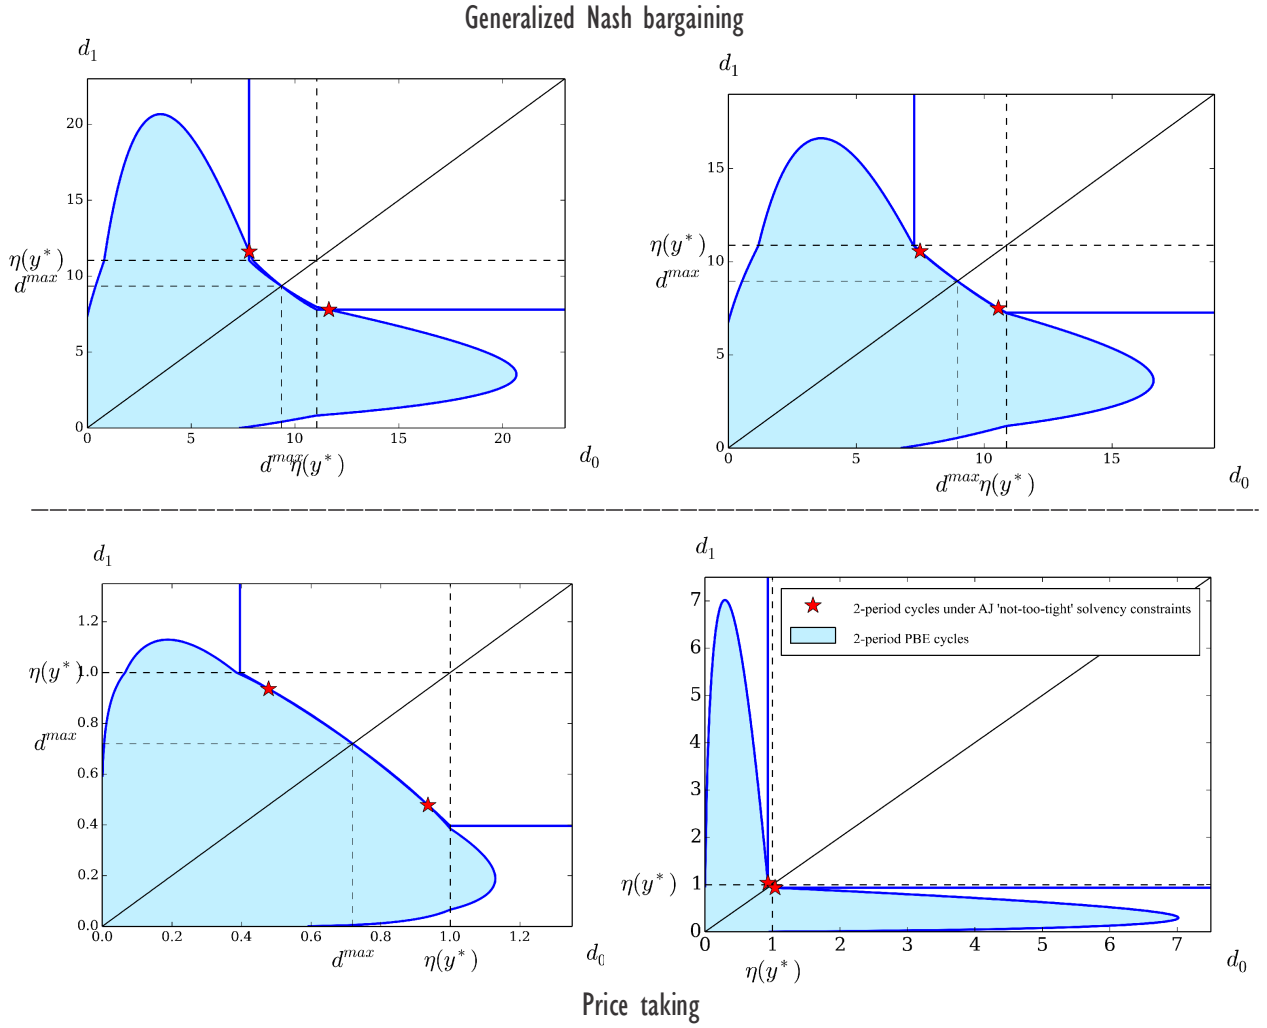 Generalized Nash bargaining
d₁
20
15
η(y*)
10
d^max
5
0
0 5 10 15 20
d^max η(y*)
d₀
d₁
15
η(y*)
10
d^max
5
0
0 5 10 15
d^max η(y*)
d₀
d₁
1.2
η(y*) 1.0
0.8
d^max
0.6
0.4
0.2
0.0
0.0 0.2 0.4 0.6 0.8 1.0 1.2
d^max η(y*)
d₀
d₁
7
2-period cycles under AJ 'not-too-tight' solvency constraints
2-period PBE cycles
6
5
4
3
2
η(y*) 1
0
0 1 2 3 4 5 6 7
η(y*)
d₀
Price taking